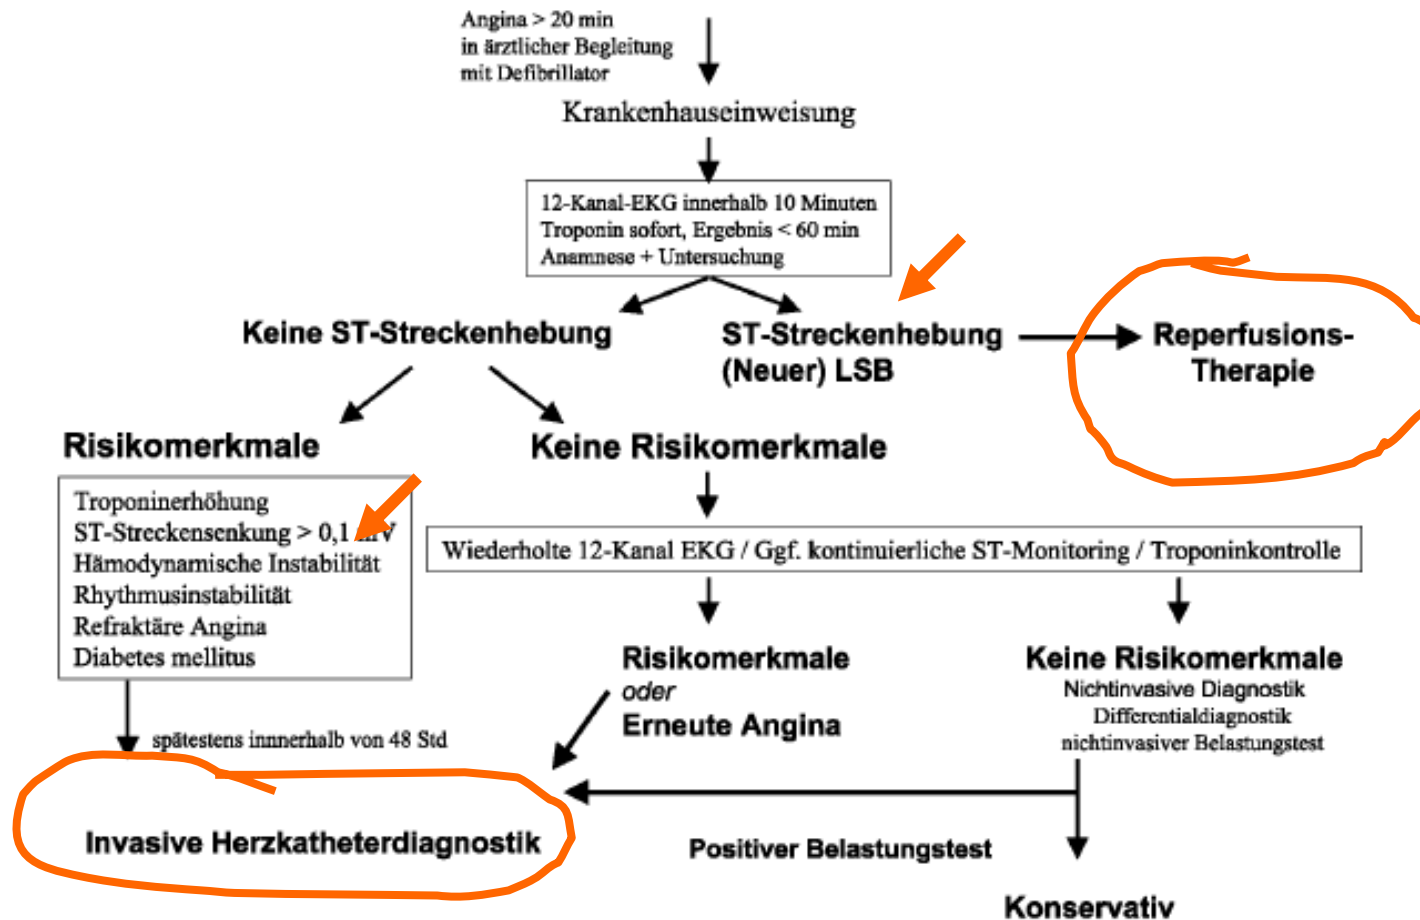 Angina > 20 min
in ärztlicher Begleitung
mit Defibrillator
Krankenhauseinweisung
12-Kanal-EKG innerhalb 10 Minuten
Troponin sofort, Ergebnis < 60 min
Anamnese + Untersuchung
Keine ST-Streckenhebung
ST-Streckenhebung
(Neuer) LSB
Reperfusions-
Therapie
Risikomerkmale
Keine Risikomerkmale
Troponinerhöhung
ST-Streckensenkung > 0,1 mV
Hämodynamische Instabilität
Rhythmusinstabilität
Refraktäre Angina
Diabetes mellitus
Wiederholte 12-Kanal EKG / Ggf. kontinuierliche ST-Monitoring / Troponinkontrolle
Risikomerkmale
oder
Erneute Angina
Keine Risikomerkmale
Nichtinvasive Diagnostik
Differentialdiagnostik
nichtinvasiver Belastungstest
spätestens innnerhalb von 48 Std
Invasive Herzkatheterdiagnostik
Positiver Belastungstest
Konservativ